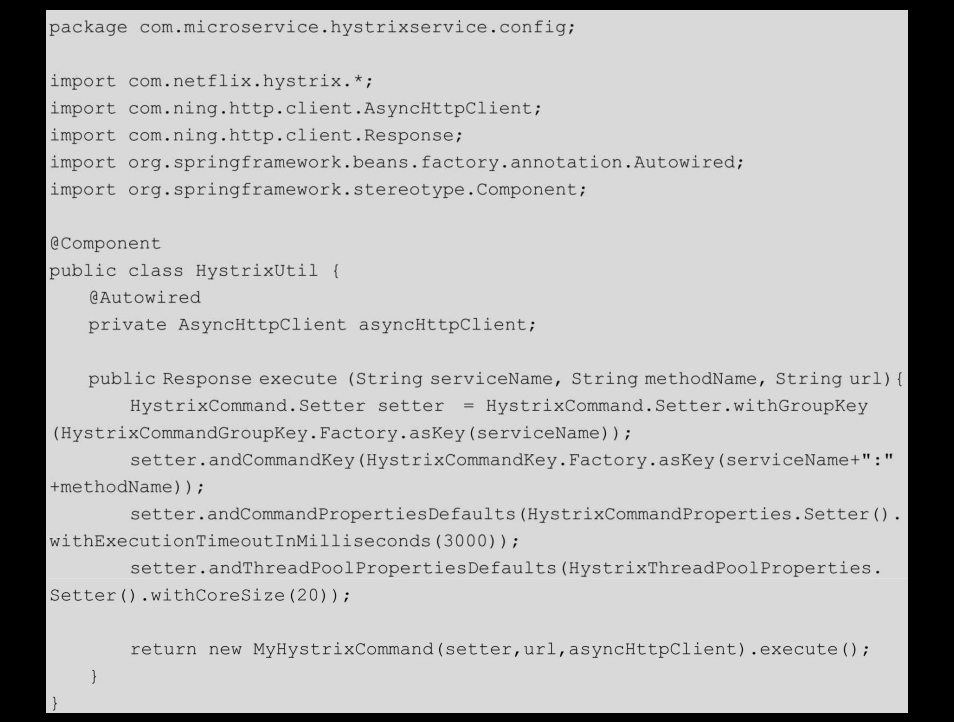 package com.microservice.hystrixservice.config;
import com.netflix.hystrix.*;
import com.ning.http.client.AsyncHttpClient;
import com.ning.http.client.Response;
import org.springframework.beans.factory.annotation.Autowired;
import org.springframework.stereotype.Component;
@Component
public class HystrixUtil {
@Autowired
private AsyncHttpClient asyncHttpClient;
public Response execute (String serviceName, String methodName, String url){
HystrixCommand.Setter setter = HystrixCommand.Setter.withGroupKey
(HystrixCommandGroupKey.Factory.asKey(serviceName));
setter.andCommandKey(HystrixCommandKey.Factory.asKey(serviceName+":"
+methodName));
setter.andCommandPropertiesDefaults(HystrixCommandProperties.Setter().
withExecutionTimeoutInMilliseconds(3000));
setter.andThreadPoolPropertiesDefaults(HystrixThreadPoolProperties.
Setter().withCoreSize(20));
return new MyHystrixCommand(setter,url,asyncHttpClient).execute();
}
}